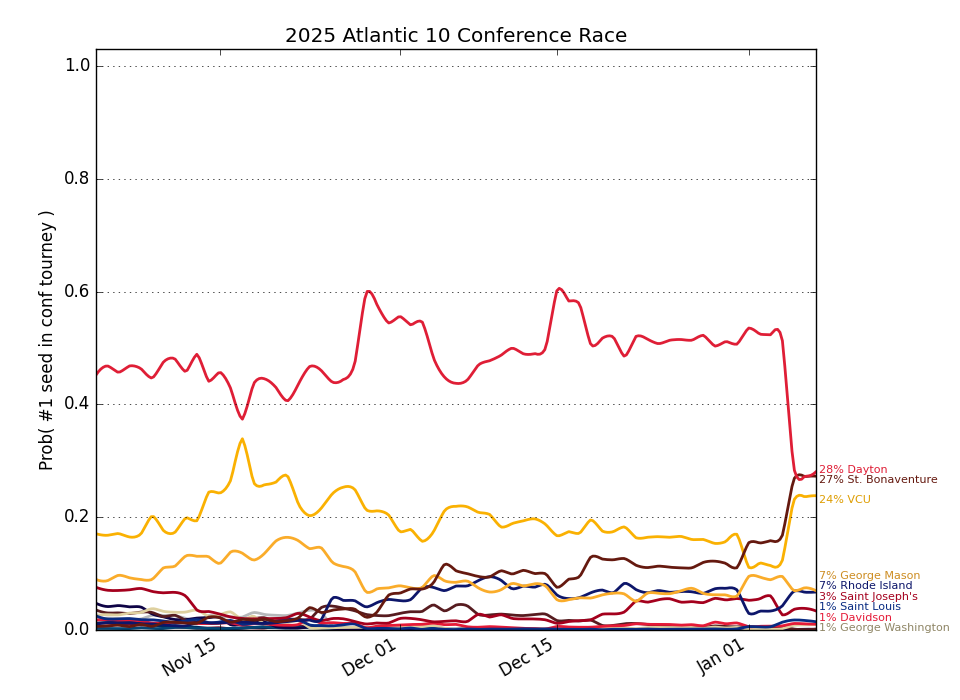 2025 Atlantic 10 Conference Race
Prob( #1 seed in conf tourney )
1.0
0.8
0.6
0.4
0.2
0.0
Nov 15
Dec 01
Dec 15
Jan 01
28% Dayton
27% St. Bonaventure
24% VCU
7% George Mason
7% Rhode Island
3% Saint Joseph's
1% Saint Louis
1% Davidson
1% George Washington